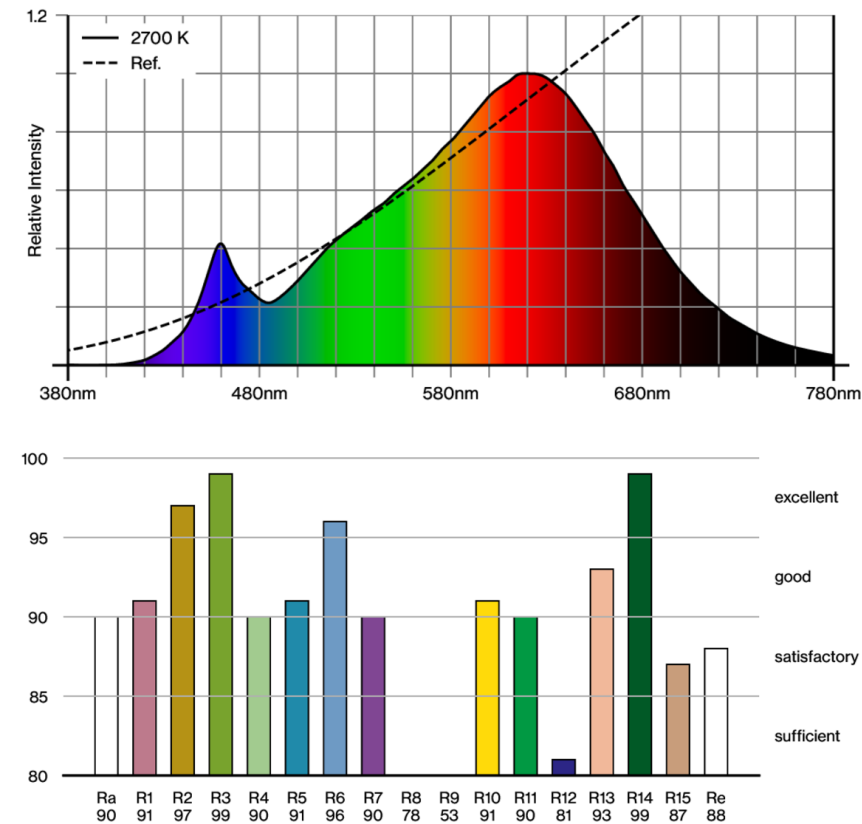 1.2
2700 K
Ref.
Relative Intensity
380nm 480nm 580nm 680nm 780nm
100
excellent
95
good
90
satisfactory
85
sufficient
80
Ra R1 R2 R3 R4 R5 R6 R7 R8 R9 R10 R11 R12 R13 R14 R15 Re
90 91 97 99 90 91 96 90 78 53 91 90 81 93 99 87 88